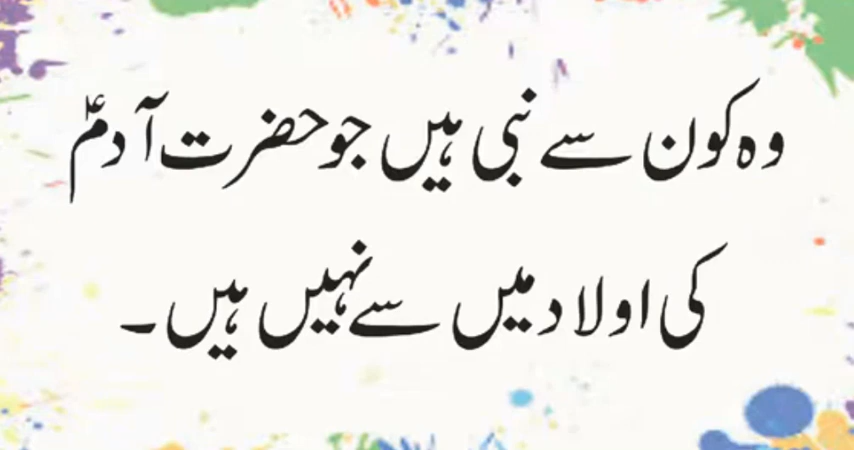 وہ کون سے نبی ہیں جو حضرت آدمؑ
کی اولاد میں سے نہیں ہیں۔